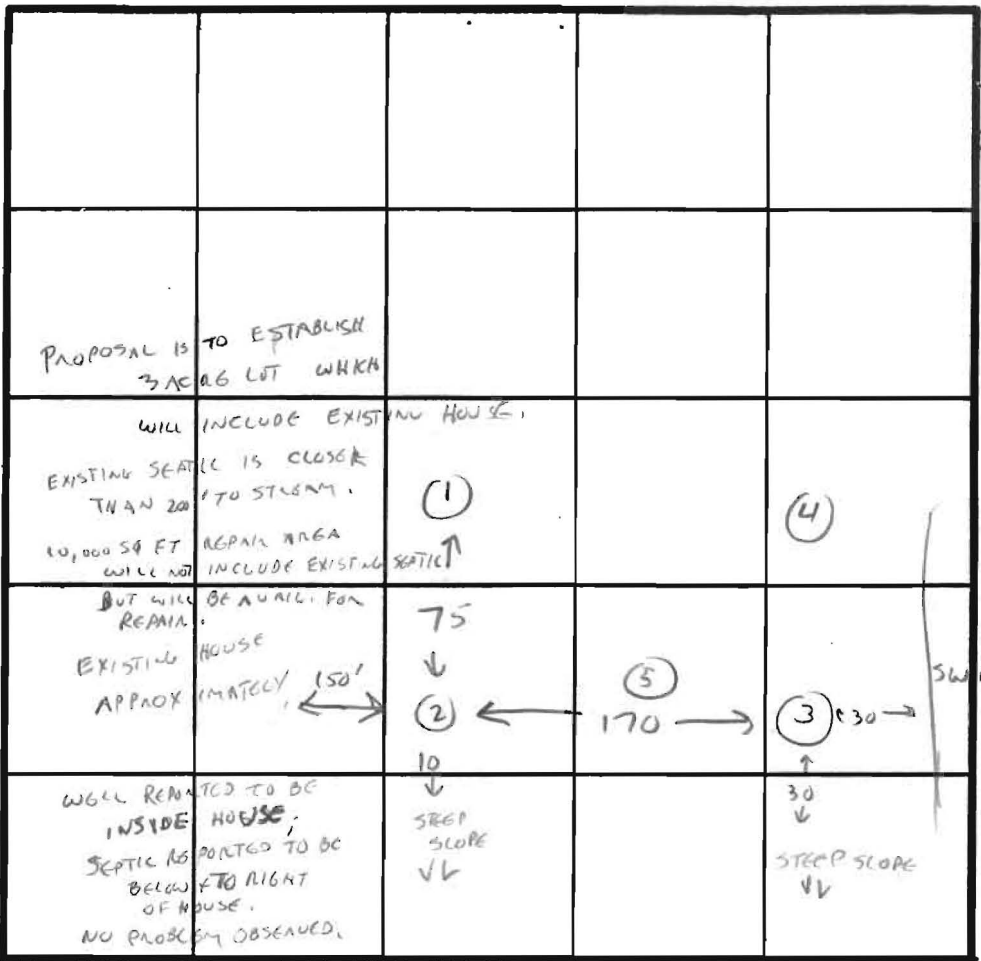 PROPOSAL IS TO ESTABLISH
3 ACRE LOT WHICH
WILL INCLUDE EXISTING HOUSE.
EXISTING SEPTIC IS CLOSER
THAN 200' TO STREAM.
10,000 SQ FT REPAIR AREA
WILL NOT INCLUDE EXISTING SEPTIC
BUT WILL BE AVAIL. FOR
REPAIR.
EXISTING HOUSE
APPROXIMATELY 150'
1
75
2
10
STEEP
SLOPE
5
170
4
3 30
30
STEEP SLOPE
SW
WELL REPORTED TO BE
INSIDE HOUSE,
SEPTIC REPORTED TO BE
BELOW + TO RIGHT
OF HOUSE.
NO PROBLEM OBSERVED.